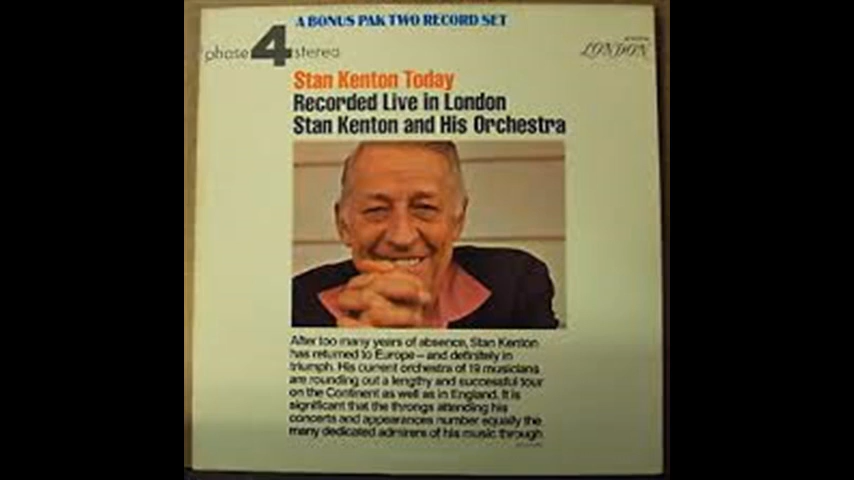 A BONUS PAK TWO RECORD SET
phase 4 stereo
LONDON
Stan Kenton Today
Recorded Live in London
Stan Kenton and His Orchestra
After too many years of absence, Stan Kenton
has returned to Europe – and definitely in
triumph. His current orchestra of 19 musicians
are rounding out a lengthy and successful tour
on the Continent as well as in England. It is
significant that the throngs attending his
concerts and appearances number equally the
many dedicated admirers of his music through